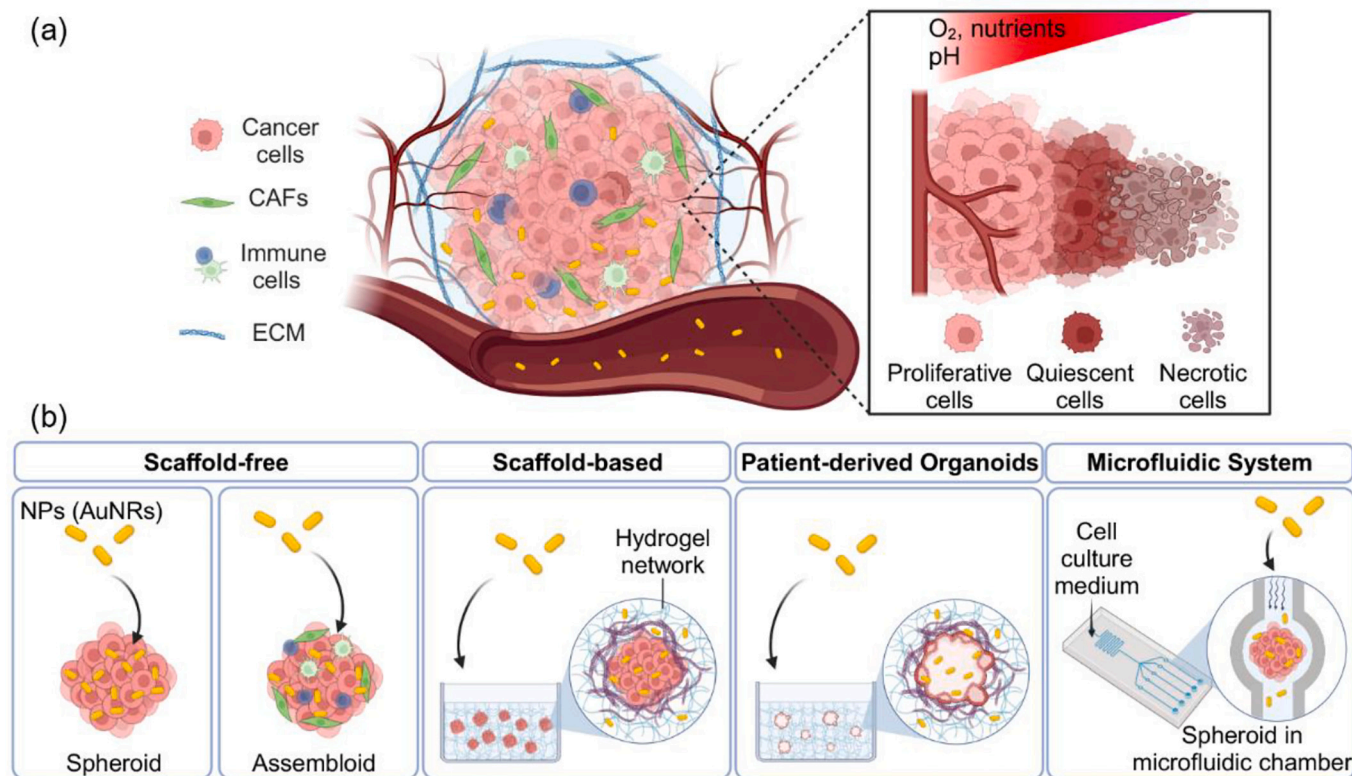 (a)
Cancer
cells
CAFs
Immune
cells
ECM
O₂, nutrients
pH
Proliferative
cells
Quiescent
cells
Necrotic
cells
(b)
Scaffold-free
Scaffold-based
Patient-derived Organoids
Microfluidic System
NPs (AuNRs)
Spheroid
Assembloid
Hydrogel
network
Cell
culture
medium
Spheroid in
microfluidic chamber